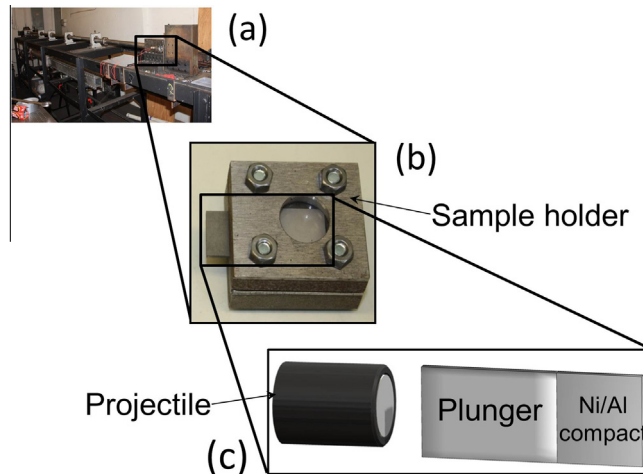 (a)
(b)
Sample holder
Projectile
Plunger
Ni/Al
compact
(c)